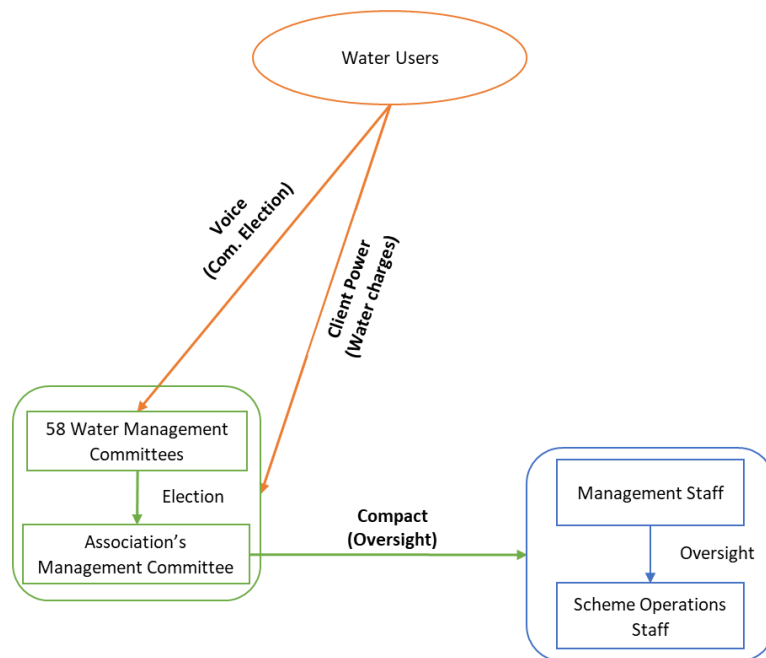 Water Users
Voice
(Com. Election)
Client Power
(Water charges)
58 Water Management
Committees
Election
Association’s
Management Committee
Compact
(Oversight)
Management Staff
Oversight
Scheme Operations
Staff